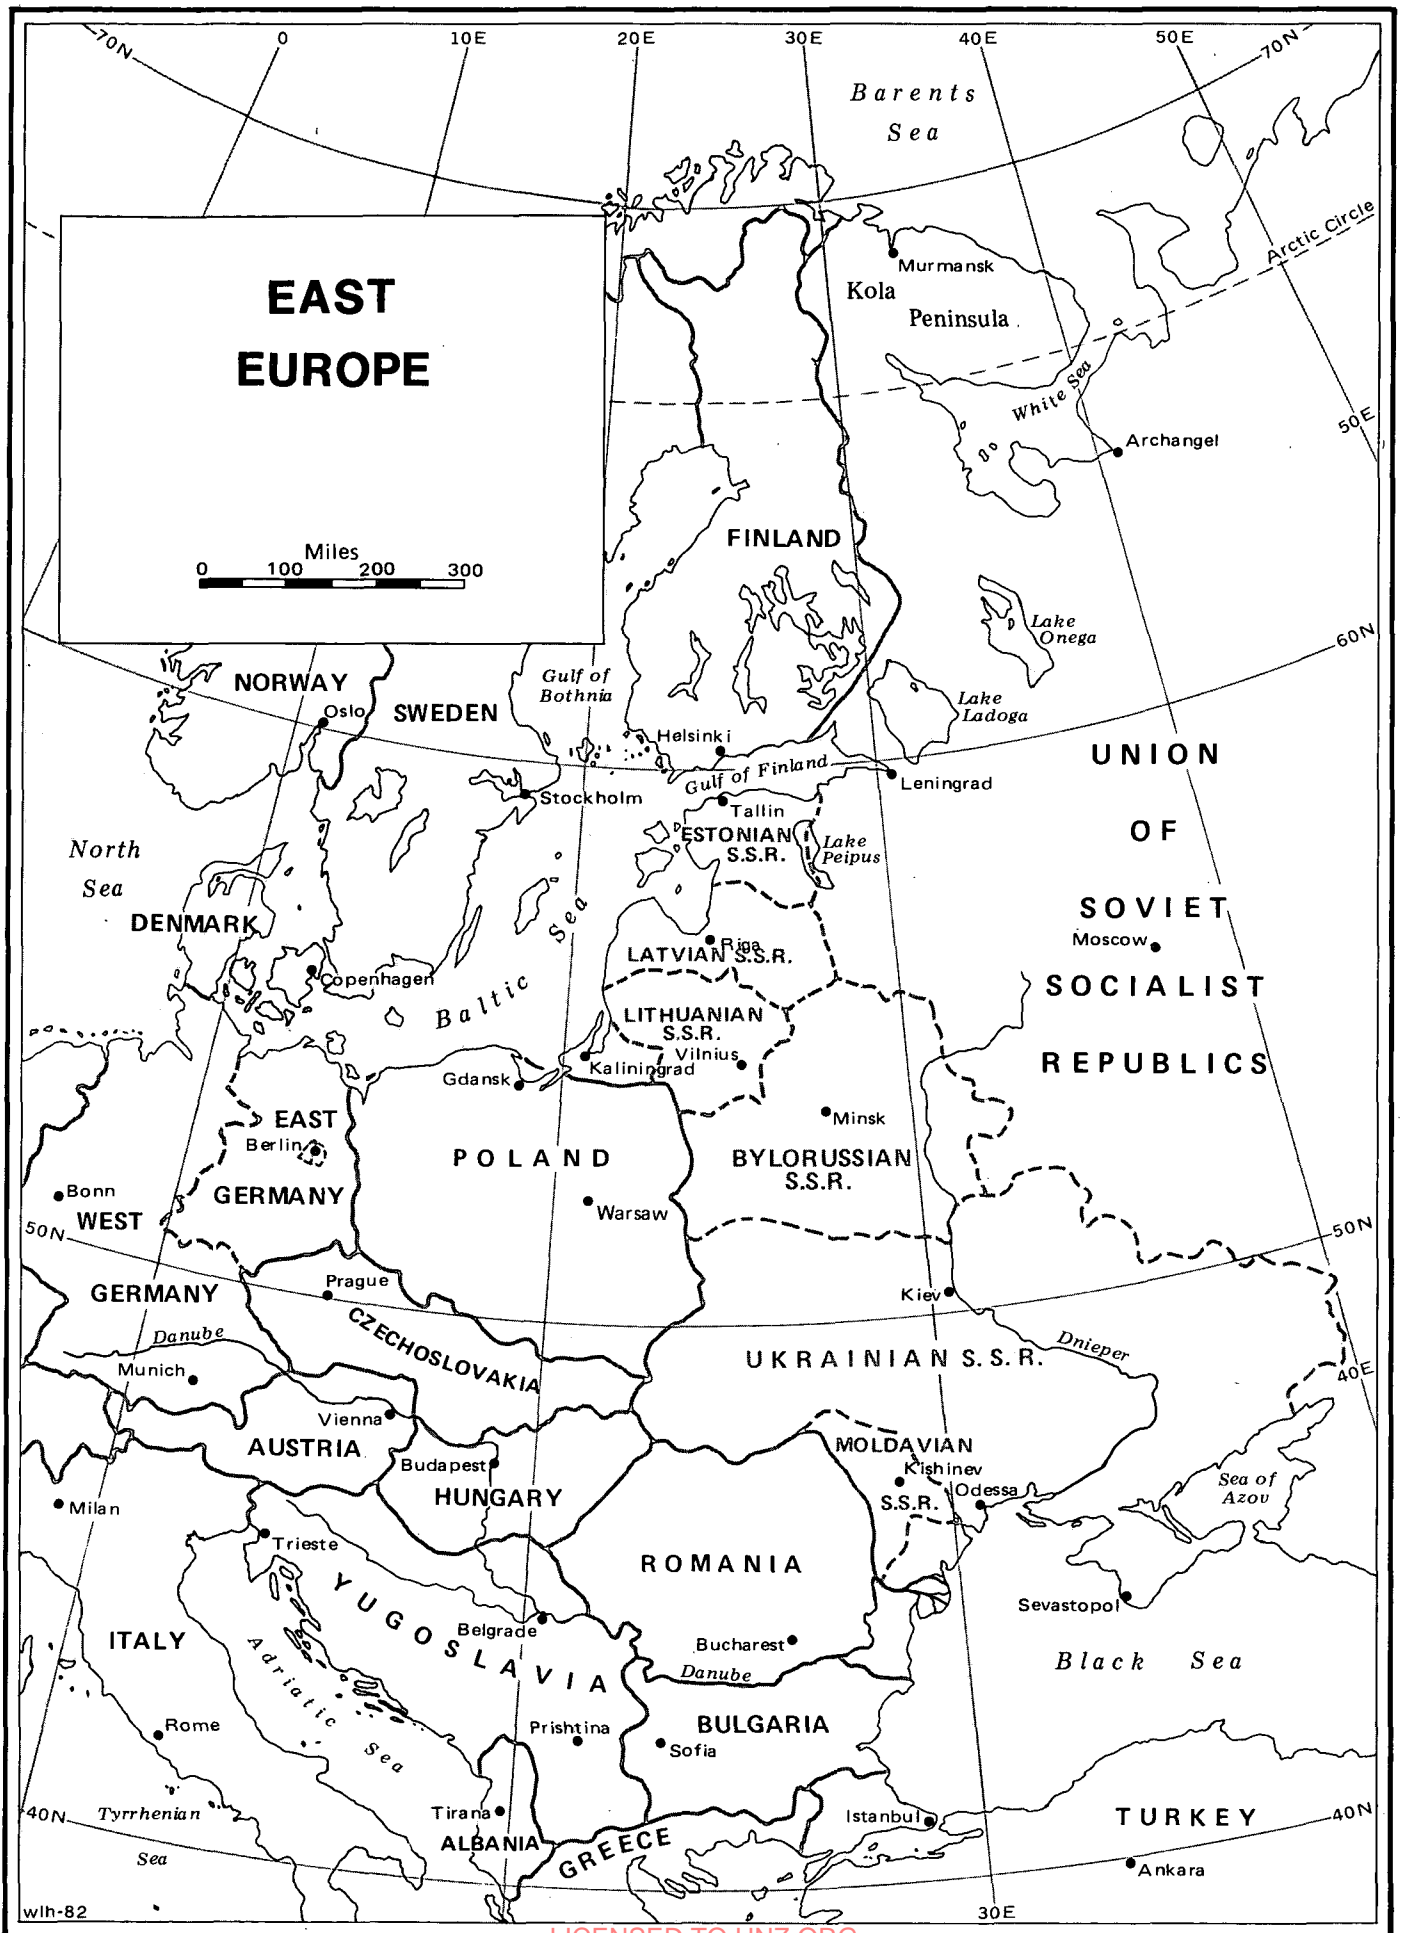 70N
0
10E
20E
30E
40E
50E
70N
Barents
Sea
Arctic Circle
EAST
EUROPE
Murmansk
Kola
Peninsula
White Sea
50E
Archangel
FINLAND
Miles
0 100 200 300
Lake
Onega
60N
NORWAY
Gulf of
Bothnia
Oslo
SWEDEN
Lake
Ladoga
Helsinki
UNION
Gulf of Finland
Leningrad
Stockholm
Tallin
OF
ESTONIAN
S.S.R.
Lake
Peipus
North
Sea
SOVIET
DENMARK
Moscow
Riga
LATVIAN S.S.R.
Copenhagen
Baltic Sea
SOCIALIST
LITHUANIAN
S.S.R.
Vilnius
REPUBLICS
Kaliningrad
Gdansk
EAST
Minsk
Berlin
POLAND
BYLORUSSIAN
S.S.R.
Bonn
GERMANY
WEST
Warsaw
50N
50N
Prague
GERMANY
Kiev
CZECHOSLOVAKIA
Danube
Dnieper
UKRAINIAN S.S.R.
Munich
40E
Vienna
AUSTRIA
MOLDAVIAN
Budapest
Kishinev
HUNGARY
S.S.R.
Odessa
Sea of
Azov
Milan
Trieste
ROMANIA
YUGOSLAVIA
Sevastopol
Belgrade
ITALY
Bucharest
Black Sea
Adriatic Sea
Danube
Rome
Prishtina
BULGARIA
Sofia
40N
Tyrrhenian
Sea
Tirana
ALBANIA
GREECE
Istanbul
TURKEY
40N
Ankara
wlh-82
30E
LICENSED TO UNZ.ORG